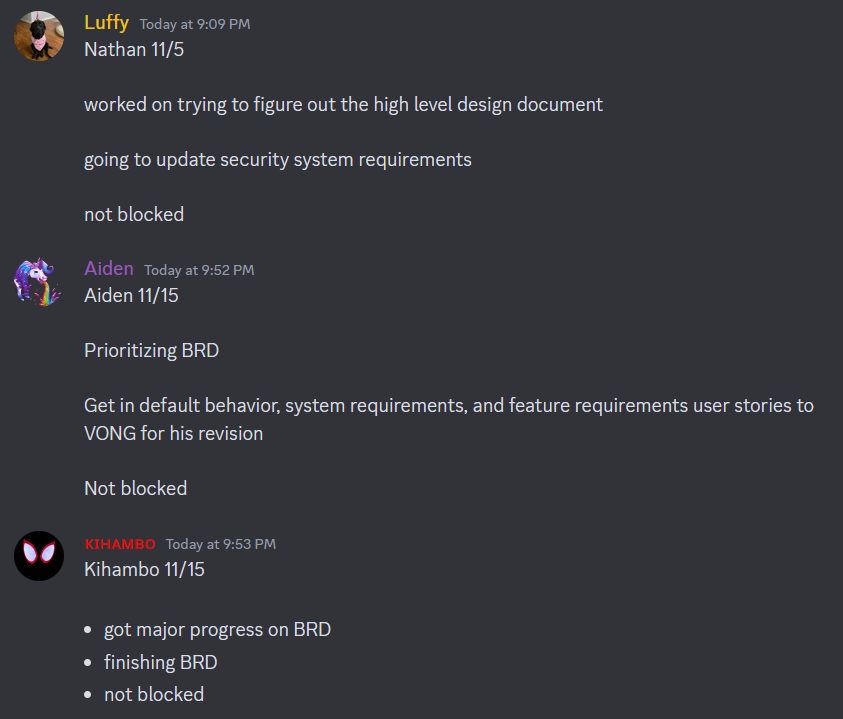 Luffy Today at 9:09 PM
Nathan 11/5
worked on trying to figure out the high level design document
going to update security system requirements
not blocked
Aiden Today at 9:52 PM
Aiden 11/15
Prioritizing BRD
Get in default behavior, system requirements, and feature requirements user stories to
VONG for his revision
Not blocked
KIHAMBO Today at 9:53 PM
Kihambo 11/15
• got major progress on BRD
• finishing BRD
• not blocked